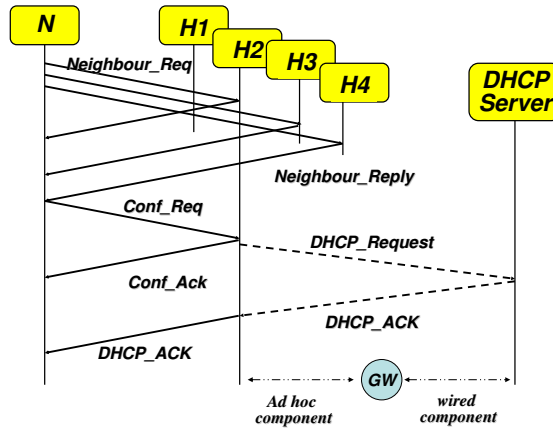 N
H1
H2
H3
H4
DHCP
Server
Neighbour_Req
Neighbour_Reply
Conf_Req
DHCP_Request
Conf_Ack
DHCP_ACK
DHCP_ACK
GW
Ad hoc
component
wired
component